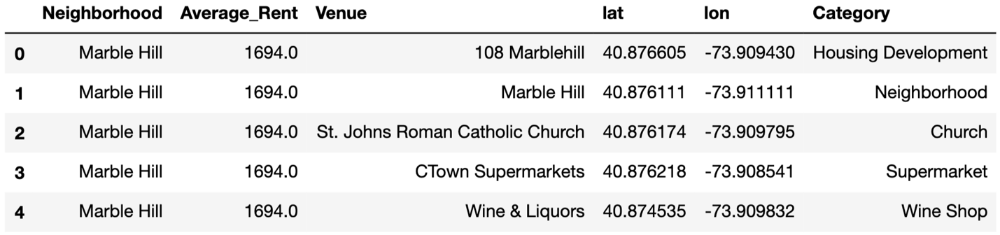 Neighborhood Average_Rent Venue lat lon Category
0 Marble Hill 1694.0 108 Marblehill 40.876605 -73.909430 Housing Development
1 Marble Hill 1694.0 Marble Hill 40.876111 -73.911111 Neighborhood
2 Marble Hill 1694.0 St. Johns Roman Catholic Church 40.876174 -73.909795 Church
3 Marble Hill 1694.0 CTown Supermarkets 40.876218 -73.908541 Supermarket
4 Marble Hill 1694.0 Wine & Liquors 40.874535 -73.909832 Wine Shop